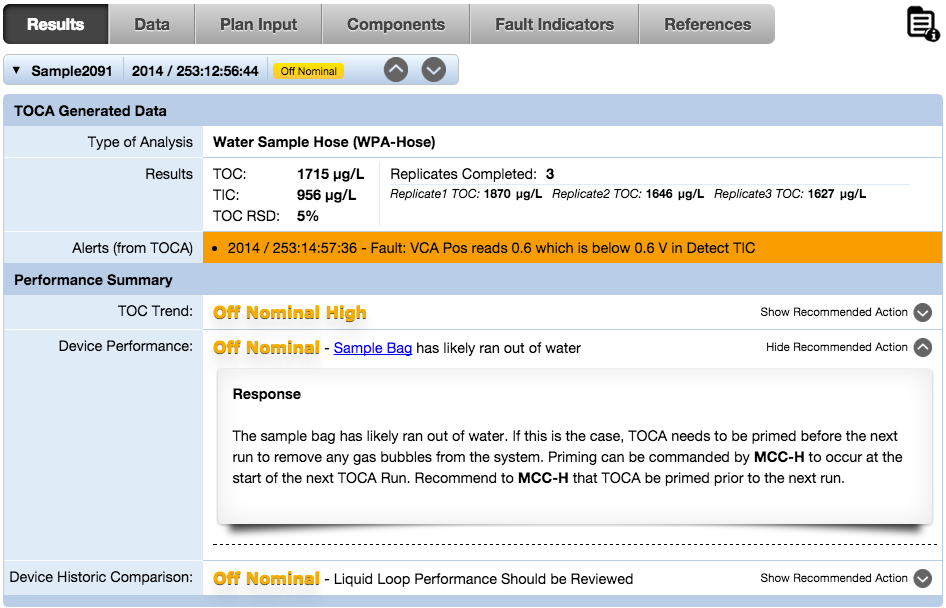 Results Data Plan Input Components Fault Indicators References
▼ Sample2091 2014 / 253:12:56:44 Off Nominal
TOCA Generated Data
Type of Analysis Water Sample Hose (WPA-Hose)
Results TOC: 1715 µg/L Replicates Completed: 3
TIC: 956 µg/L Replicate1 TOC: 1870 µg/L Replicate2 TOC: 1646 µg/L Replicate3 TOC: 1627 µg/L
TOC RSD: 5%
Alerts (from TOCA) • 2014 / 253:14:57:36 - Fault: VCA Pos reads 0.6 which is below 0.6 V in Detect TIC
Performance Summary
TOC Trend: Off Nominal High Show Recommended Action
Device Performance: Off Nominal - Sample Bag has likely ran out of water Hide Recommended Action
Response
The sample bag has likely ran out of water. If this is the case, TOCA needs to be primed before the next
run to remove any gas bubbles from the system. Priming can be commanded by MCC-H to occur at the
start of the next TOCA Run. Recommend to MCC-H that TOCA be primed prior to the next run.
Device Historic Comparison: Off Nominal - Liquid Loop Performance Should be Reviewed Show Recommended Action